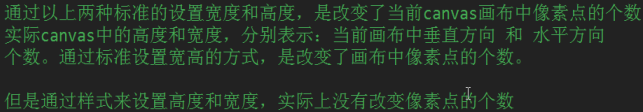 通过以上两种标准的设置宽度和高度，是改变了当前canvas画布中像素点的个数
实际canvas中的高度和宽度，分别表示：当前画布中垂直方向 和 水平方向
个数。通过标准设置宽高的方式，是改变了画布中像素点的个数。
但是通过样式来设置高度和宽度，实际上没有改变像素点的个数